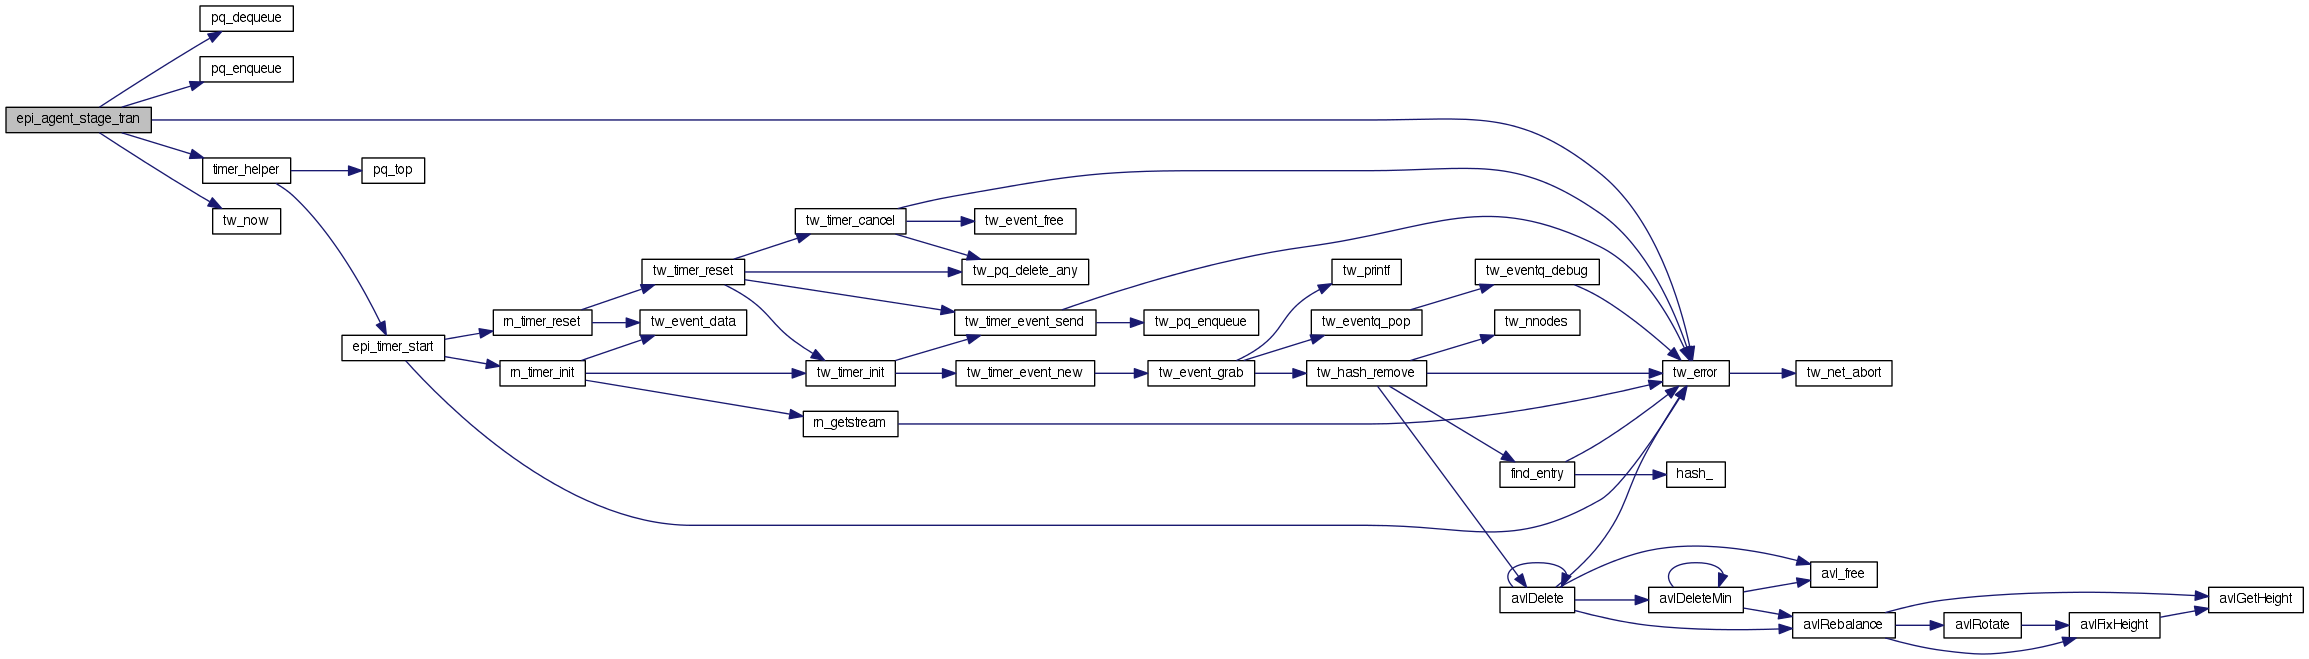 pq_dequeue
pq_enqueue
epi_agent_stage_tran
timer_helper
pq_top
tw_now
tw_timer_cancel
tw_event_free
tw_timer_reset
tw_pq_delete_any
tw_printf
tw_eventq_debug
rn_timer_reset
tw_event_data
tw_timer_event_send
tw_pq_enqueue
tw_eventq_pop
tw_nnodes
epi_timer_start
rn_timer_init
tw_timer_init
tw_timer_event_new
tw_event_grab
tw_hash_remove
tw_error
tw_net_abort
rn_getstream
find_entry
hash_
avl_free
avlDelete
avlDeleteMin
avlGetHeight
avlRebalance
avlRotate
avlFixHeight